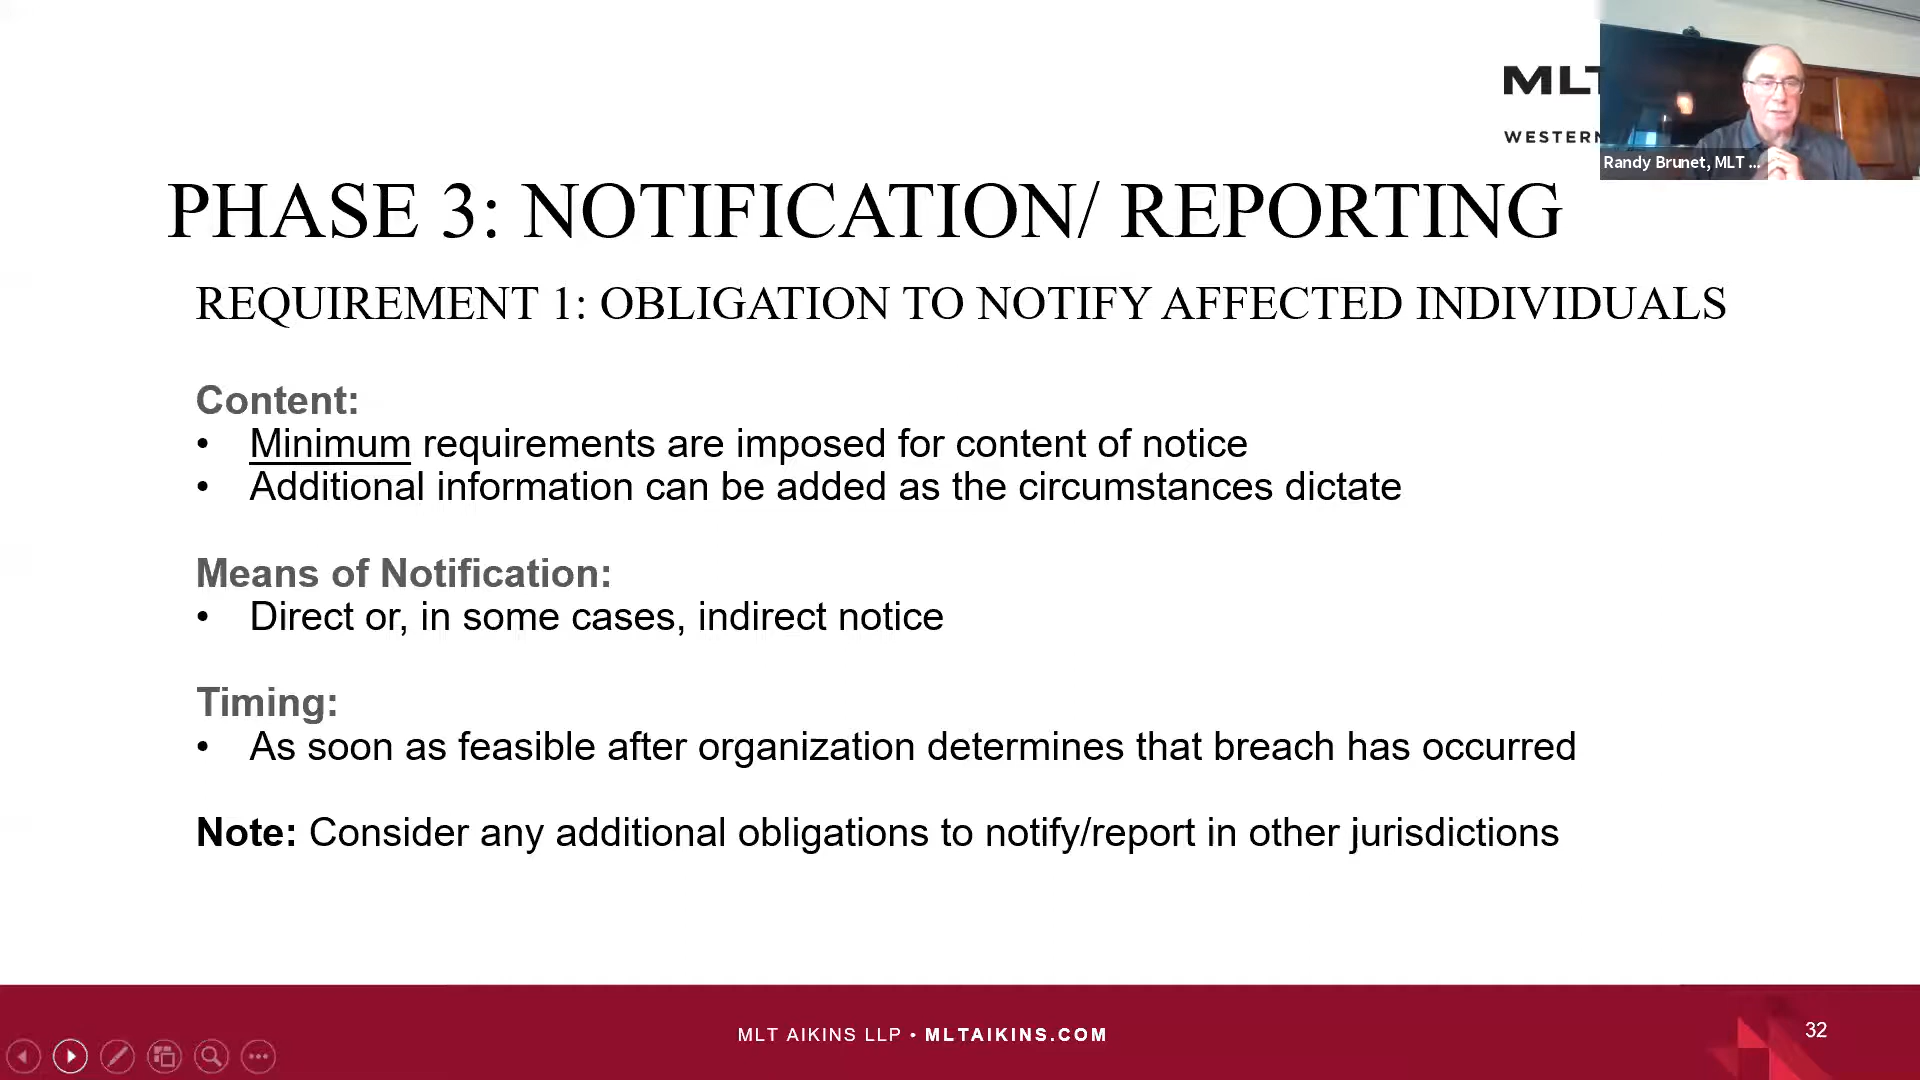 MLT
WESTERN
Randy Brunet, MLT ...
PHASE 3: NOTIFICATION/ REPORTING
REQUIREMENT 1: OBLIGATION TO NOTIFY AFFECTED INDIVIDUALS
Content:
• Minimum requirements are imposed for content of notice
• Additional information can be added as the circumstances dictate
Means of Notification:
• Direct or, in some cases, indirect notice
Timing:
• As soon as feasible after organization determines that breach has occurred
Note: Consider any additional obligations to notify/report in other jurisdictions
MLT AIKINS LLP • MLTAIKINS.COM
32